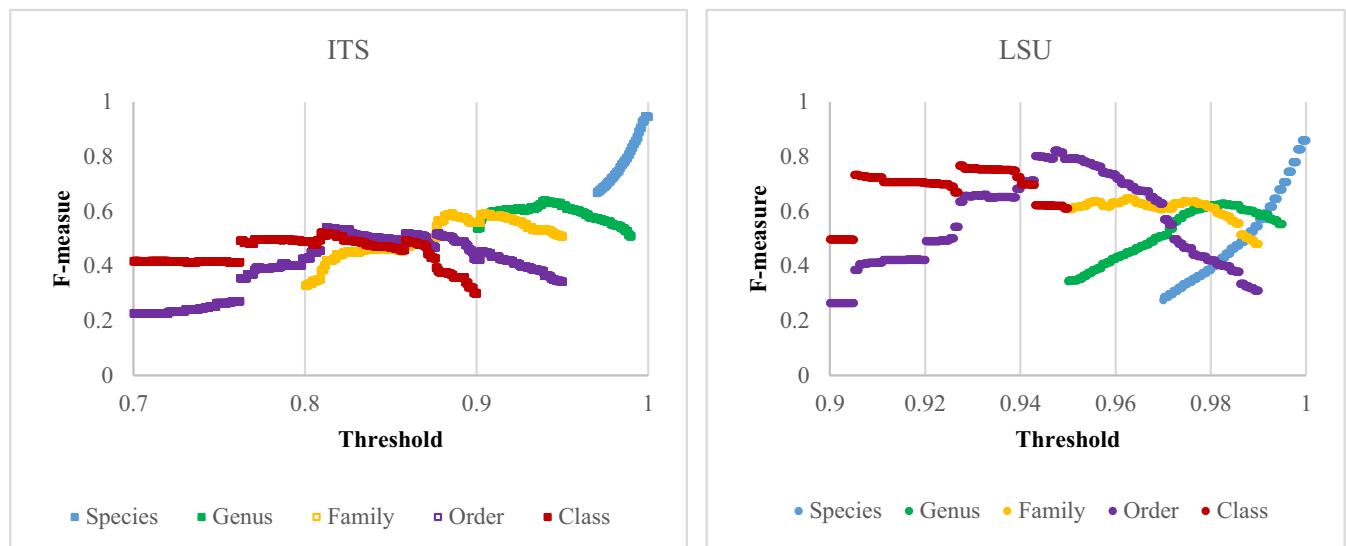 ITS
F-measue
1
0.8
0.6
0.4
0.2
0
0.7 0.8 0.9 1
Threshold
Species Genus Family Order Class
LSU
F-measure
1
0.8
0.6
0.4
0.2
0
0.9 0.92 0.94 0.96 0.98 1
Threshold
Species Genus Family Order Class